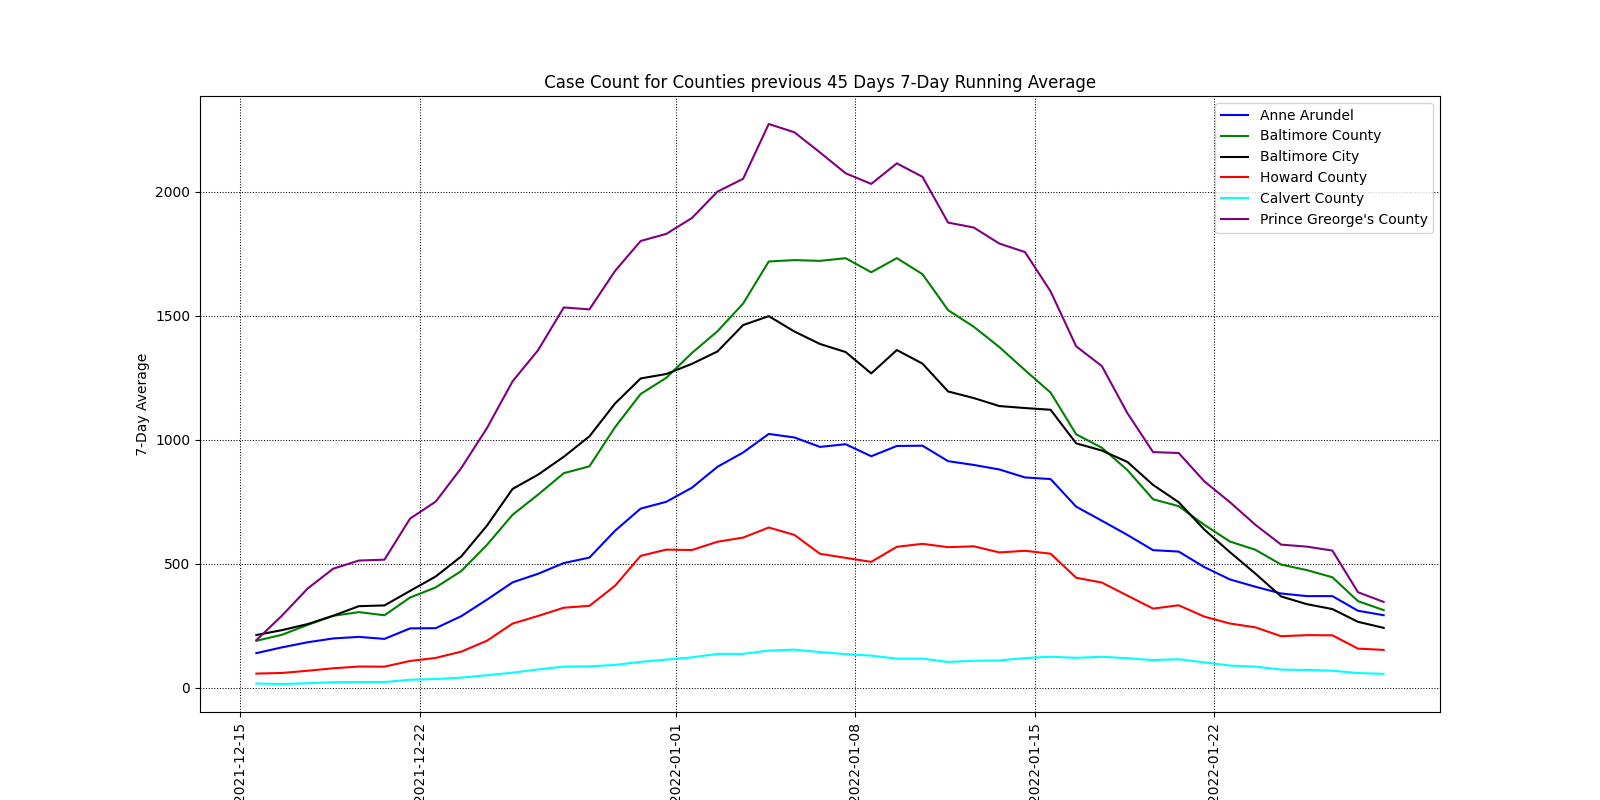 Case Count for Counties previous 45 Days 7-Day Running Average
Anne Arundel
Baltimore County
Baltimore City
Howard County
Calvert County
Prince Greorge's County
7-Day Average
2000
1500
1000
500
0
2021-12-15
2021-12-22
2022-01-01
2022-01-08
2022-01-15
2022-01-22